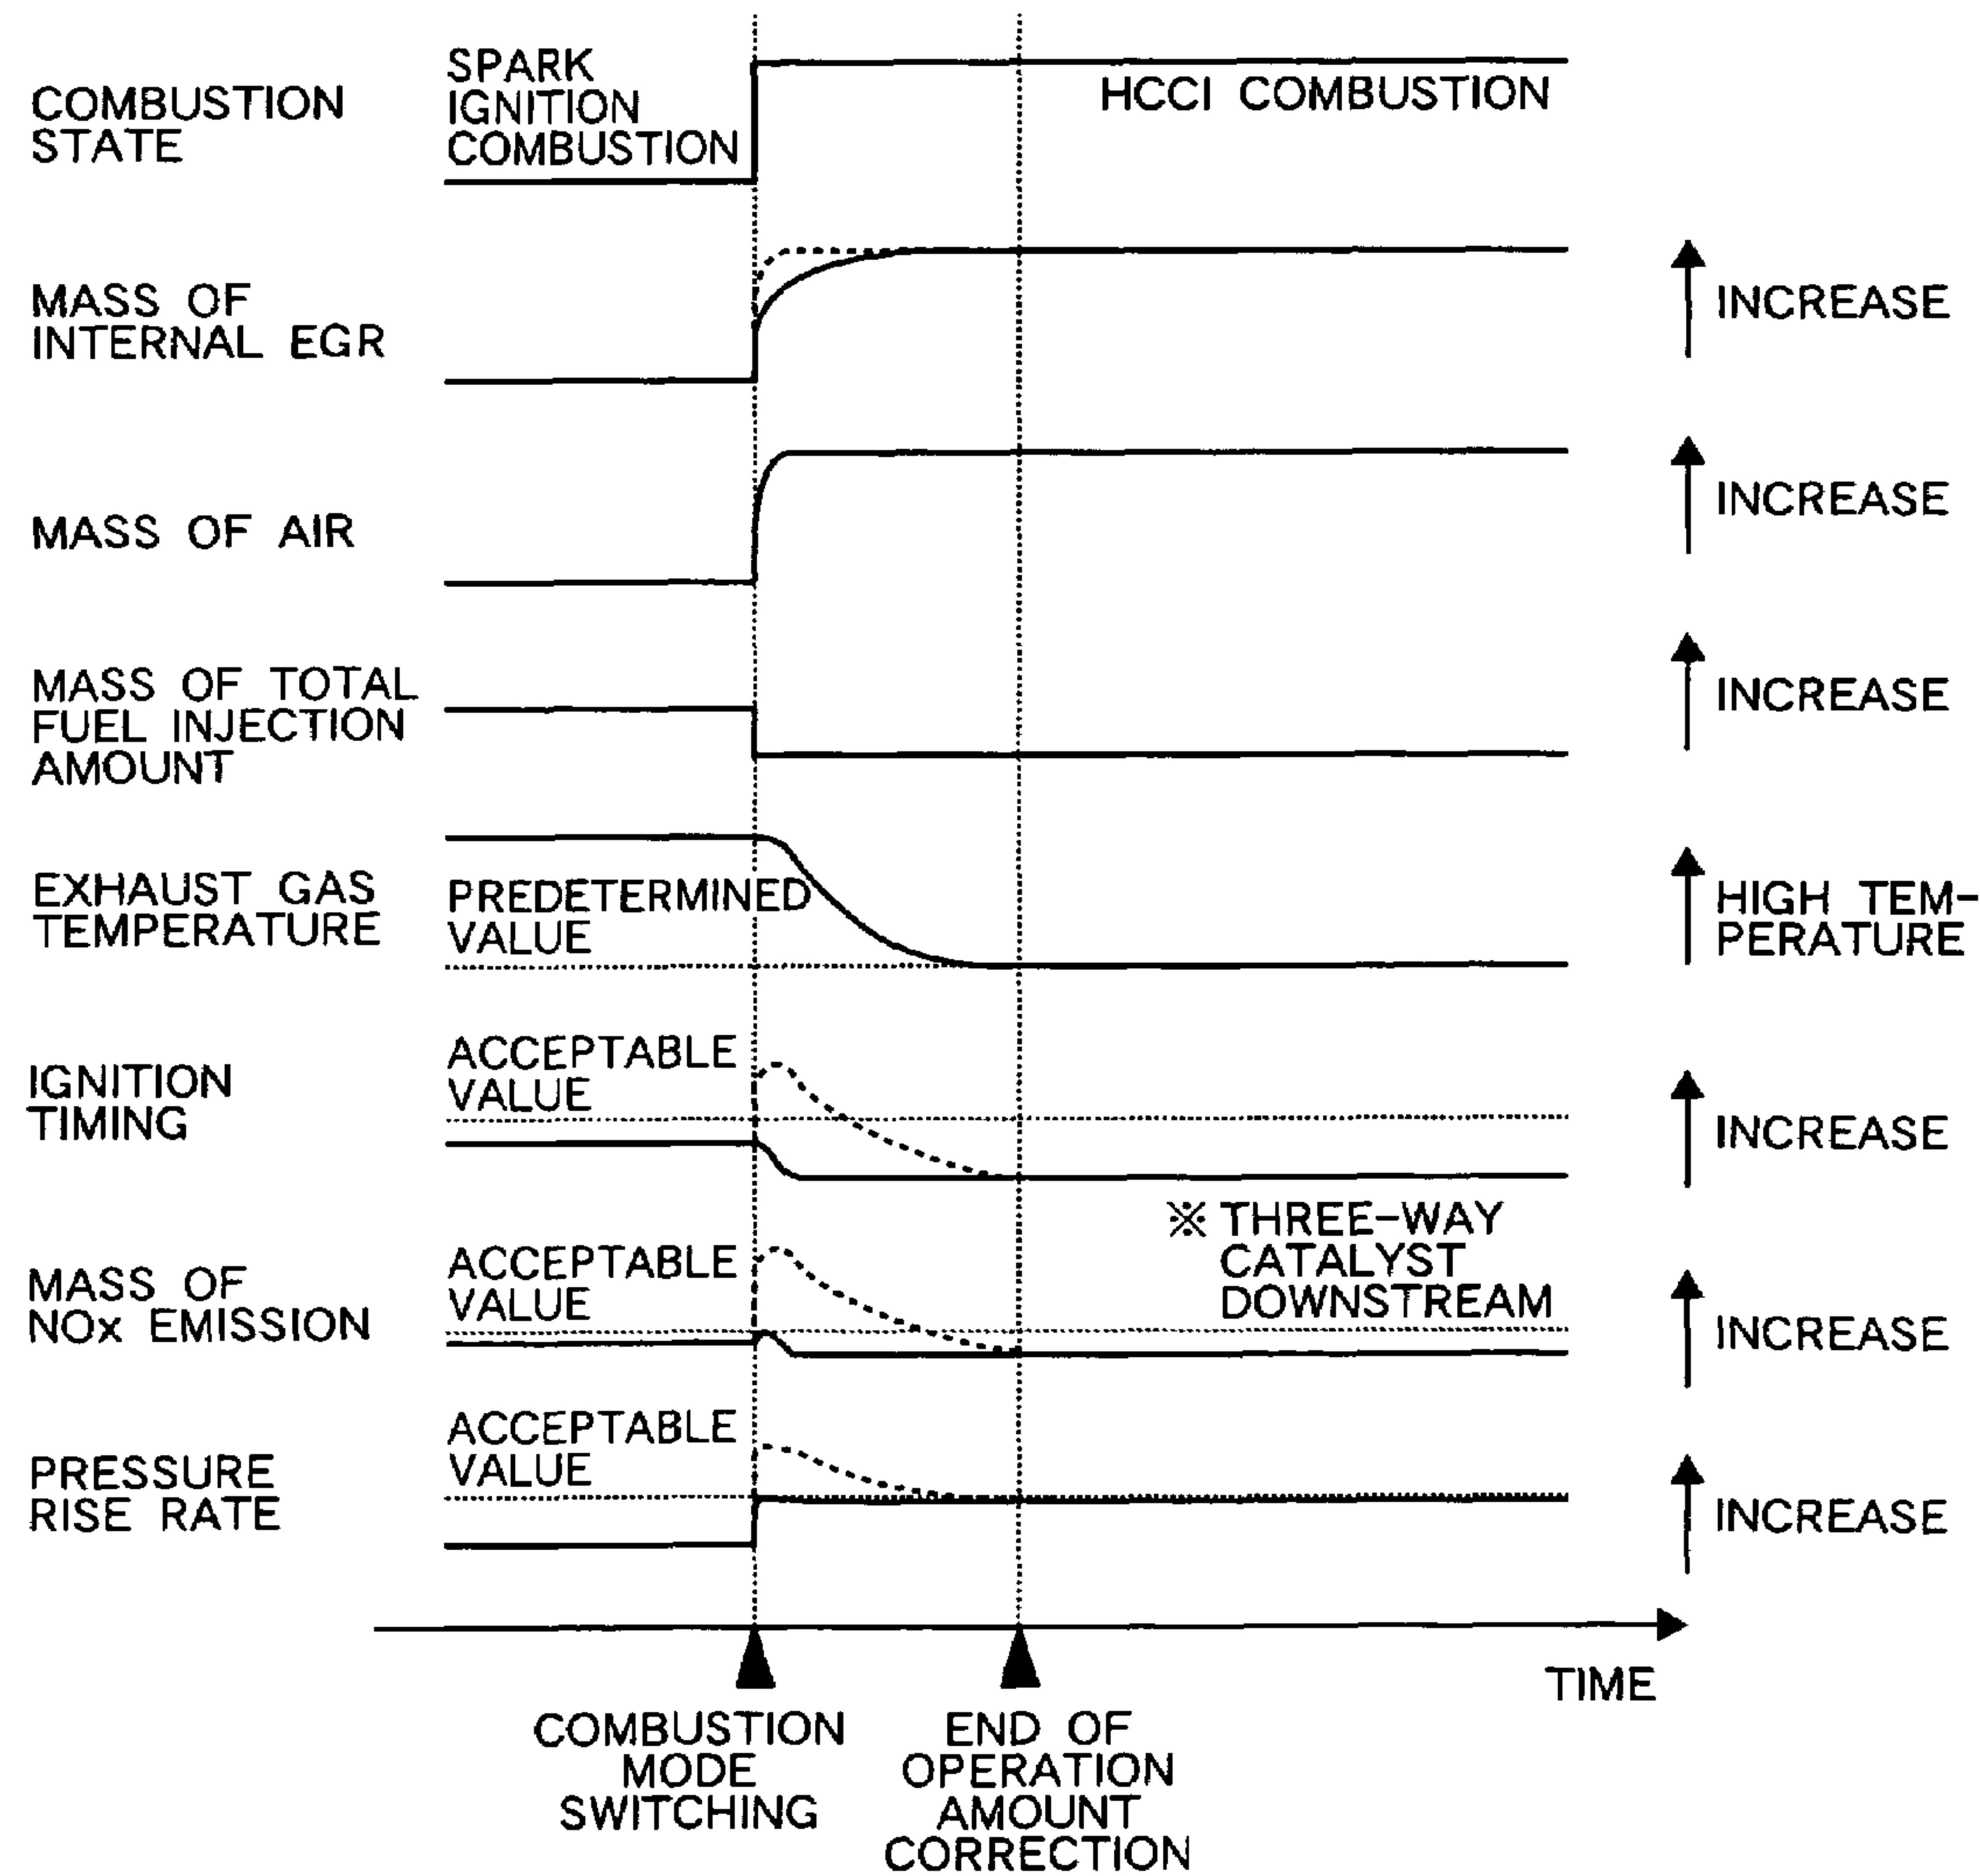 COMBUSTION
STATE
SPARK
IGNITION
COMBUSTION
HCCI COMBUSTION
MASS OF
INTERNAL EGR
INCREASE
MASS OF AIR
INCREASE
MASS OF TOTAL
FUEL INJECTION
AMOUNT
INCREASE
EXHAUST GAS
TEMPERATURE
PREDETERMINED
VALUE
HIGH TEM-
PERATURE
IGNITION
TIMING
ACCEPTABLE
VALUE
INCREASE
※ THREE-WAY
CATALYST
DOWNSTREAM
MASS OF
NOx EMISSION
ACCEPTABLE
VALUE
INCREASE
PRESSURE
RISE RATE
ACCEPTABLE
VALUE
INCREASE
TIME
COMBUSTION
MODE
SWITCHING
END OF
OPERATION
AMOUNT
CORRECTION